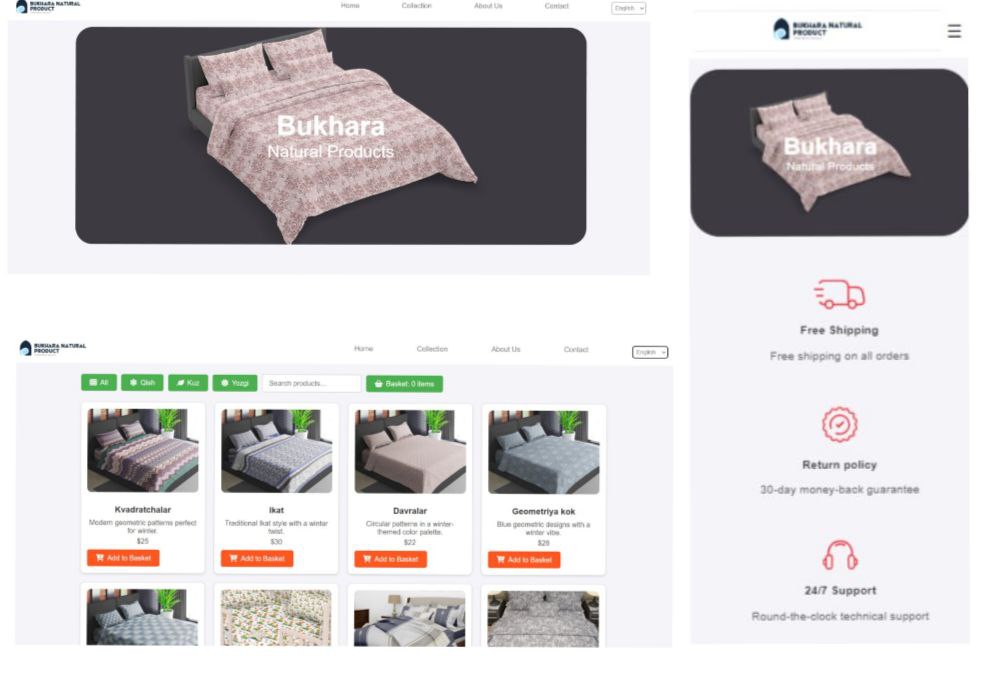 BUKHARA NATURAL
PRODUCT
Home
Collection
About Us
Contact
English
Bukhara
Natural Products
BUKHARA NATURAL
PRODUCT
Home
Collection
About Us
Contact
English
All
Qish
Kuz
Yozgi
Search products...
Basket: 0 items
Kvadratchalar
Modern geometric patterns perfect
for winter.
$25
Add to Basket
Ikat
Traditional Ikat style with a winter
twist.
$30
Add to Basket
Davralar
Circular patterns in a winter-
themed color palette.
$22
Add to Basket
Geometriya kok
Blue geometric designs with a
winter vibe.
$28
Add to Basket
BUKHARA NATURAL
PRODUCT
Bukhara
Natural Products
Free Shipping
Free shipping on all orders
Return policy
30-day money-back guarantee
24/7 Support
Round-the-clock technical support